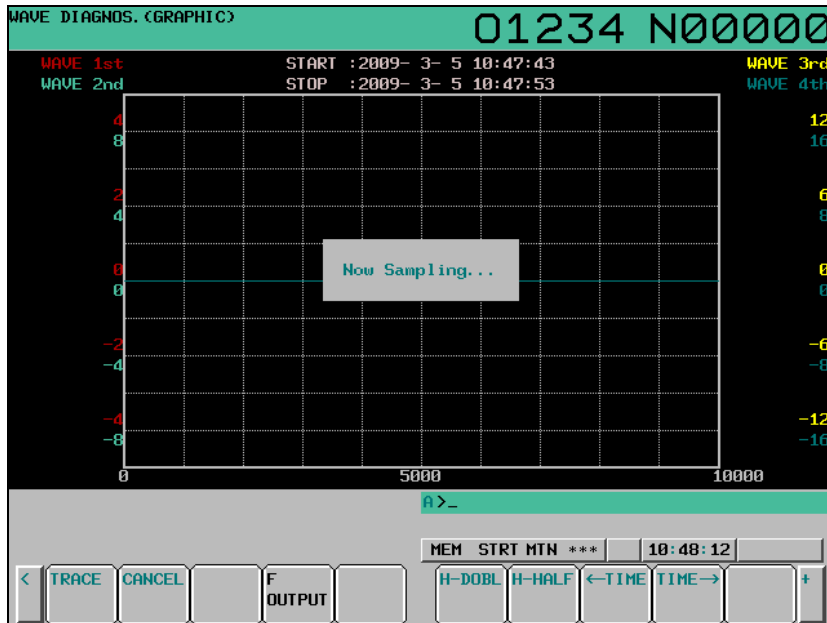 WAVE DIAGNOS.(GRAPHIC) O1234 N00000
WAVE 1st START :2009- 3- 5 10:47:43 WAVE 3rd
WAVE 2nd STOP :2009- 3- 5 10:47:53 WAVE 4th
4 12
8 16
2 6
4 8
0 0
0 0
-2 -6
-4 -8
-4 -12
-8 -16
Now Sampling...
0 5000 10000
A>_
MEM STRT MTN *** 10:48:12
< TRACE CANCEL F OUTPUT H-DOBL H-HALF ←TIME TIME→ +